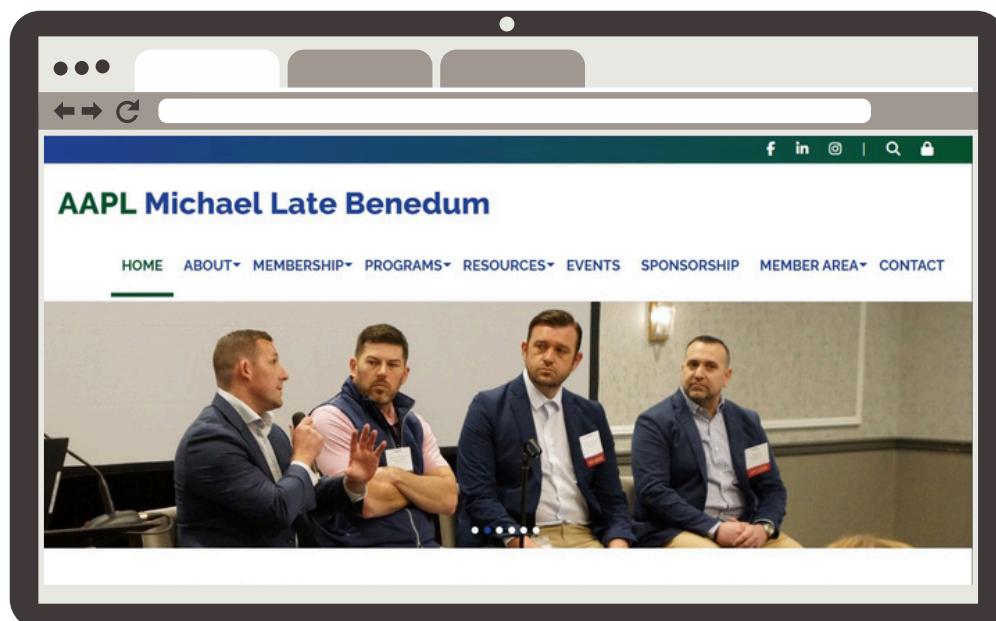 AAPL Michael Late Benedum
HOME ABOUT MEMBERSHIP PROGRAMS RESOURCES EVENTS SPONSORSHIP MEMBER AREA CONTACT